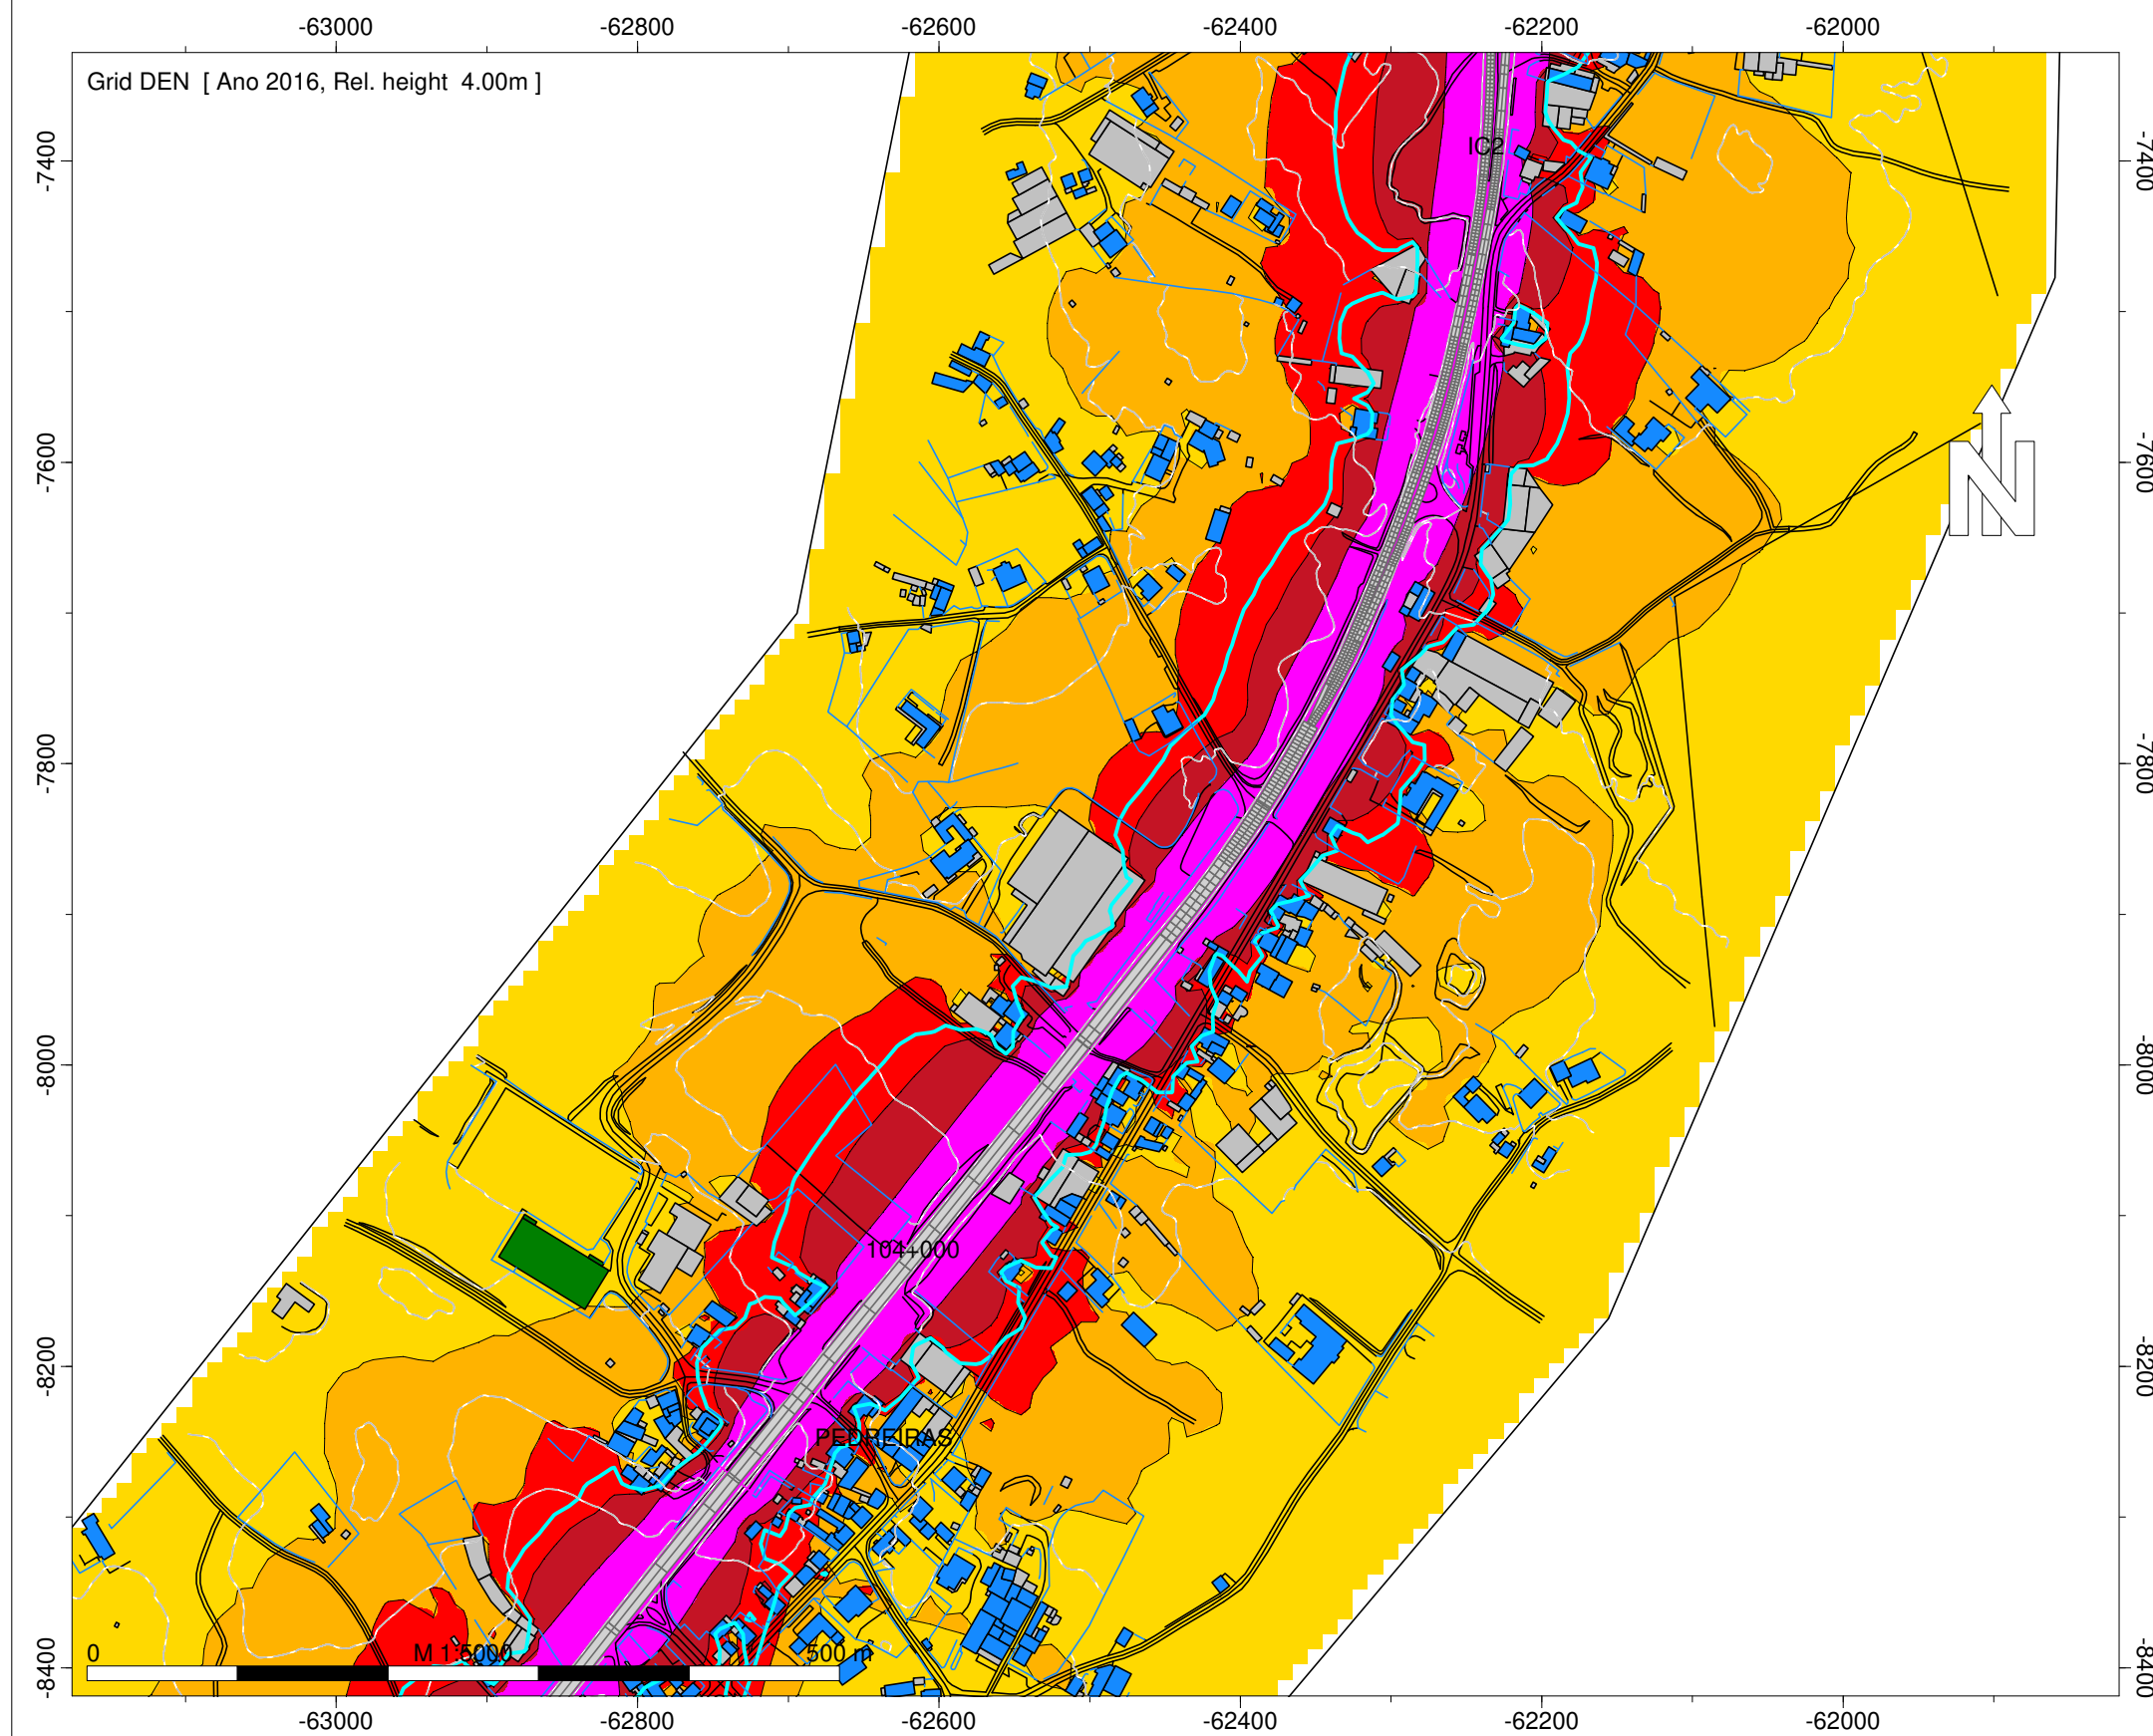 -63000 -62800 -62600 -62400 -62200 -62000
Grid DEN [ Ano 2016, Rel. height 4.00m ]
-7400 IC2 -7400
-7600 N -7600
-7800 -7800
-8000 -8000
104+000
-8200 -8200
PEDREIRAS
0 M 1:5000 500 m
-8400 -8400
-63000 -62800 -62600 -62400 -62200 -62000